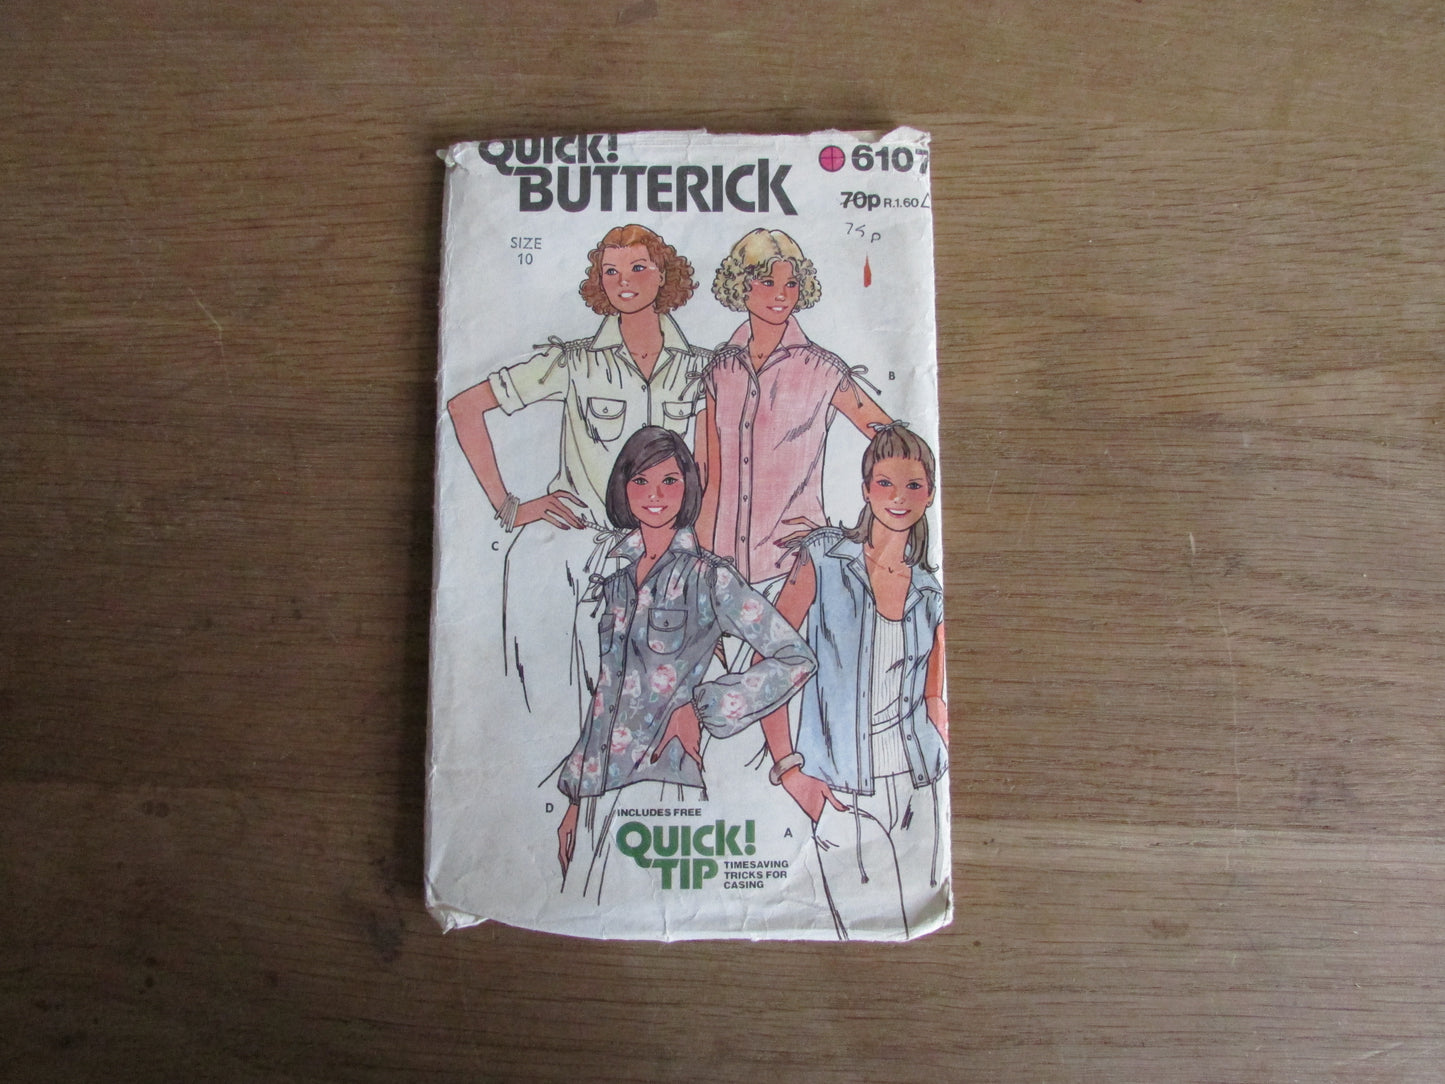 QUICK!
BUTTERICK
6107
70p R.1.60
75p
SIZE
10
B
C
D
A
INCLUDES FREE
QUICK!
TIP
TIMESAVING
TRICKS FOR
CASING